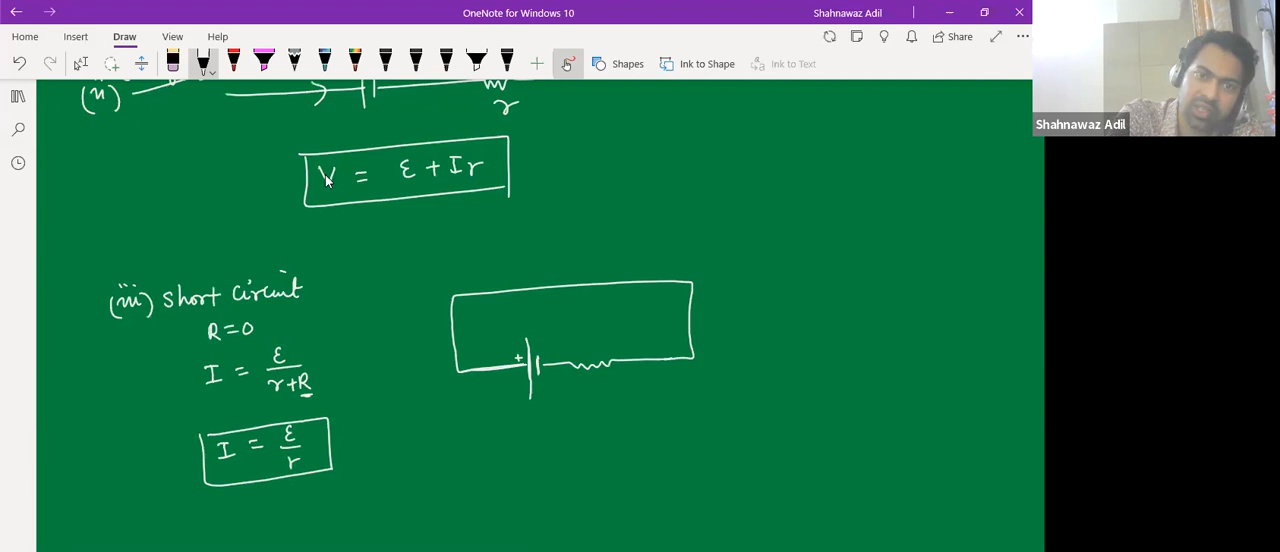 OneNote for Windows 10
Shahnawaz Adil
Home Insert Draw View Help
Share
Shapes Ink to Shape Ink to Text
(ii)
r
V = ε + Ir
(iii) Short Circuit
R = 0
I = ε / r+R
I = ε / r
+
Shahnawaz Adil